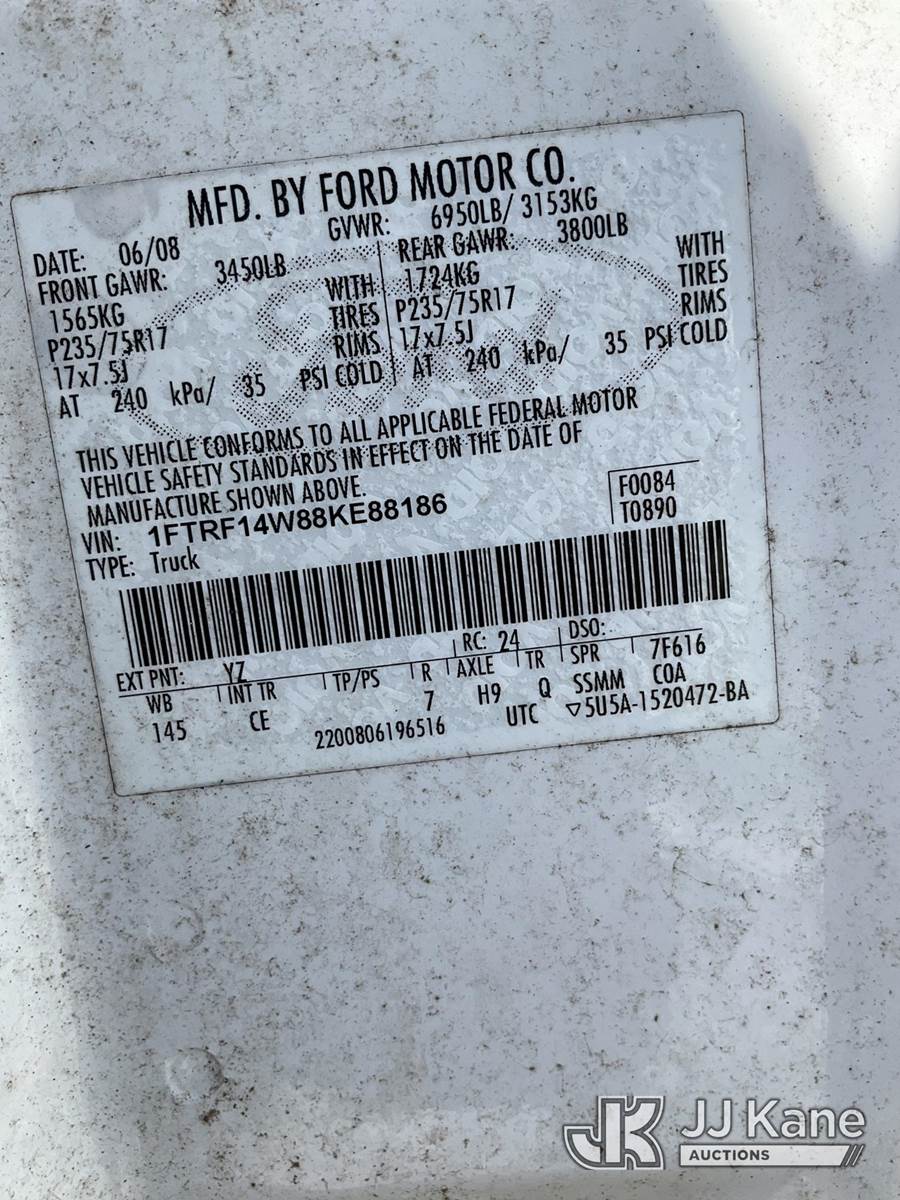 MFD. BY FORD MOTOR CO.
DATE: 06/08 GVWR: 6950LB/ 3153KG
FRONT GAWR: 3450LB REAR GAWR: 3800LB
1565KG WITH 1724KG WITH
P235/75R17 TIRES P235/75R17 TIRES
17x7.5J RIMS 17x7.5J RIMS
AT 240 kPa/ 35 PSI COLD AT 240 kPa/ 35 PSI COLD
THIS VEHICLE CONFORMS TO ALL APPLICABLE FEDERAL MOTOR
VEHICLE SAFETY STANDARDS IN EFFECT ON THE DATE OF
MANUFACTURE SHOWN ABOVE.
VIN: 1FTRF14W88KE88186 F0084
TYPE: Truck T0890
EXT PNT: YZ RC: 24 DSO:
WB INT TR TP/PS R AXLE TR SPR 7F616
145 CE 7 H9 Q SSMM COA
2200806196516 UTC ▽5U5A-1520472-BA
JK JJ Kane
AUCTIONS